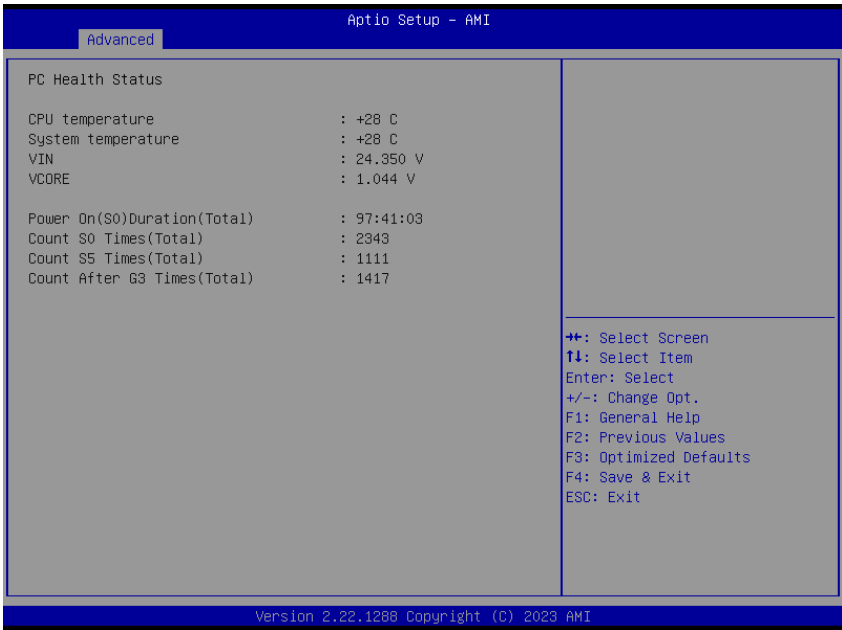 Aptio Setup – AMI
Advanced
PC Health Status
CPU temperature : +28 C
System temperature : +28 C
VIN : 24.350 V
VCORE : 1.044 V
Power On(S0)Duration(Total) : 97:41:03
Count S0 Times(Total) : 2343
Count S5 Times(Total) : 1111
Count After G3 Times(Total) : 1417
→←: Select Screen
↑↓: Select Item
Enter: Select
+/-: Change Opt.
F1: General Help
F2: Previous Values
F3: Optimized Defaults
F4: Save & Exit
ESC: Exit
Version 2.22.1288 Copyright (C) 2023 AMI